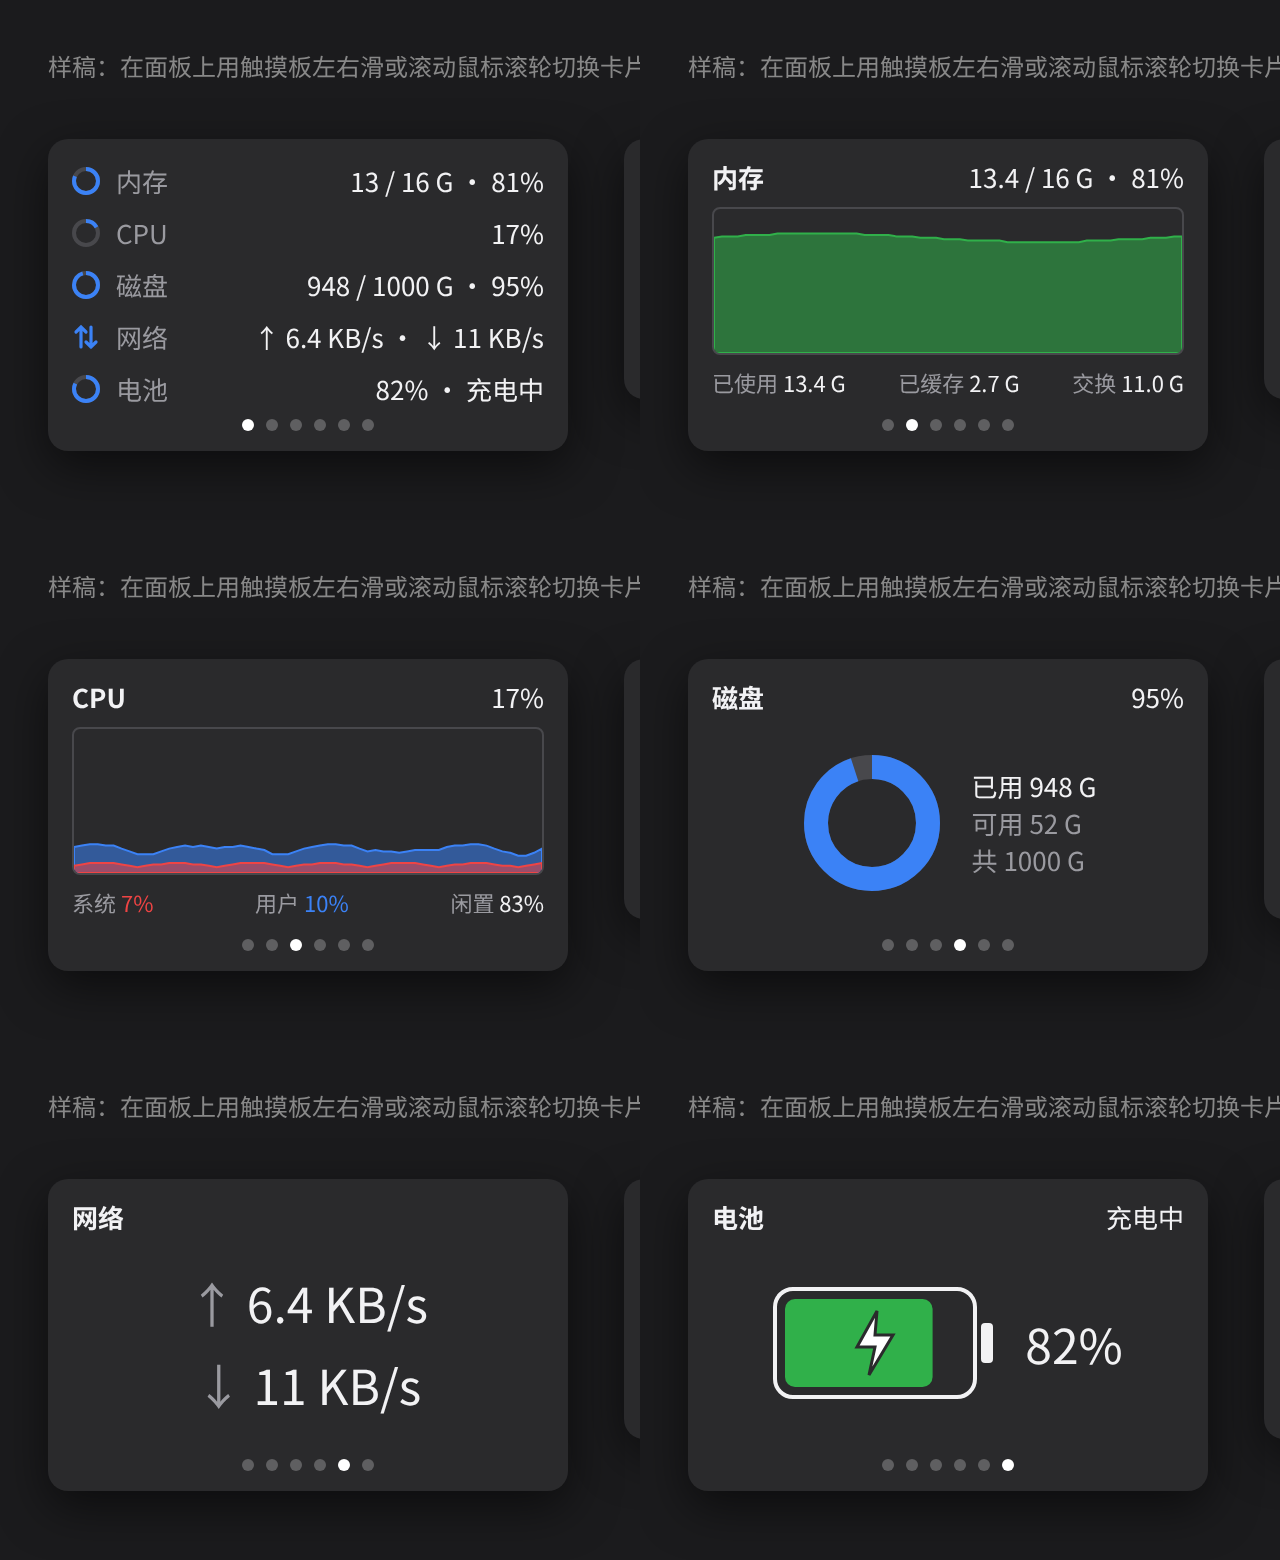 样稿：在面板上用触摸板左右滑或滚动鼠标滚轮切换卡片
内存 13 / 16 G · 81%
CPU 17%
磁盘 948 / 1000 G · 95%
网络 ↑ 6.4 KB/s · ↓ 11 KB/s
电池 82% · 充电中
样稿：在面板上用触摸板左右滑或滚动鼠标滚轮切换卡片
内存 13.4 / 16 G · 81%
已使用 13.4 G 已缓存 2.7 G 交换 11.0 G
样稿：在面板上用触摸板左右滑或滚动鼠标滚轮切换卡片
CPU 17%
系统 7% 用户 10% 闲置 83%
样稿：在面板上用触摸板左右滑或滚动鼠标滚轮切换卡片
磁盘 95%
已用 948 G
可用 52 G
共 1000 G
样稿：在面板上用触摸板左右滑或滚动鼠标滚轮切换卡片
网络
↑ 6.4 KB/s
↓ 11 KB/s
样稿：在面板上用触摸板左右滑或滚动鼠标滚轮切换卡片
电池 充电中
82%